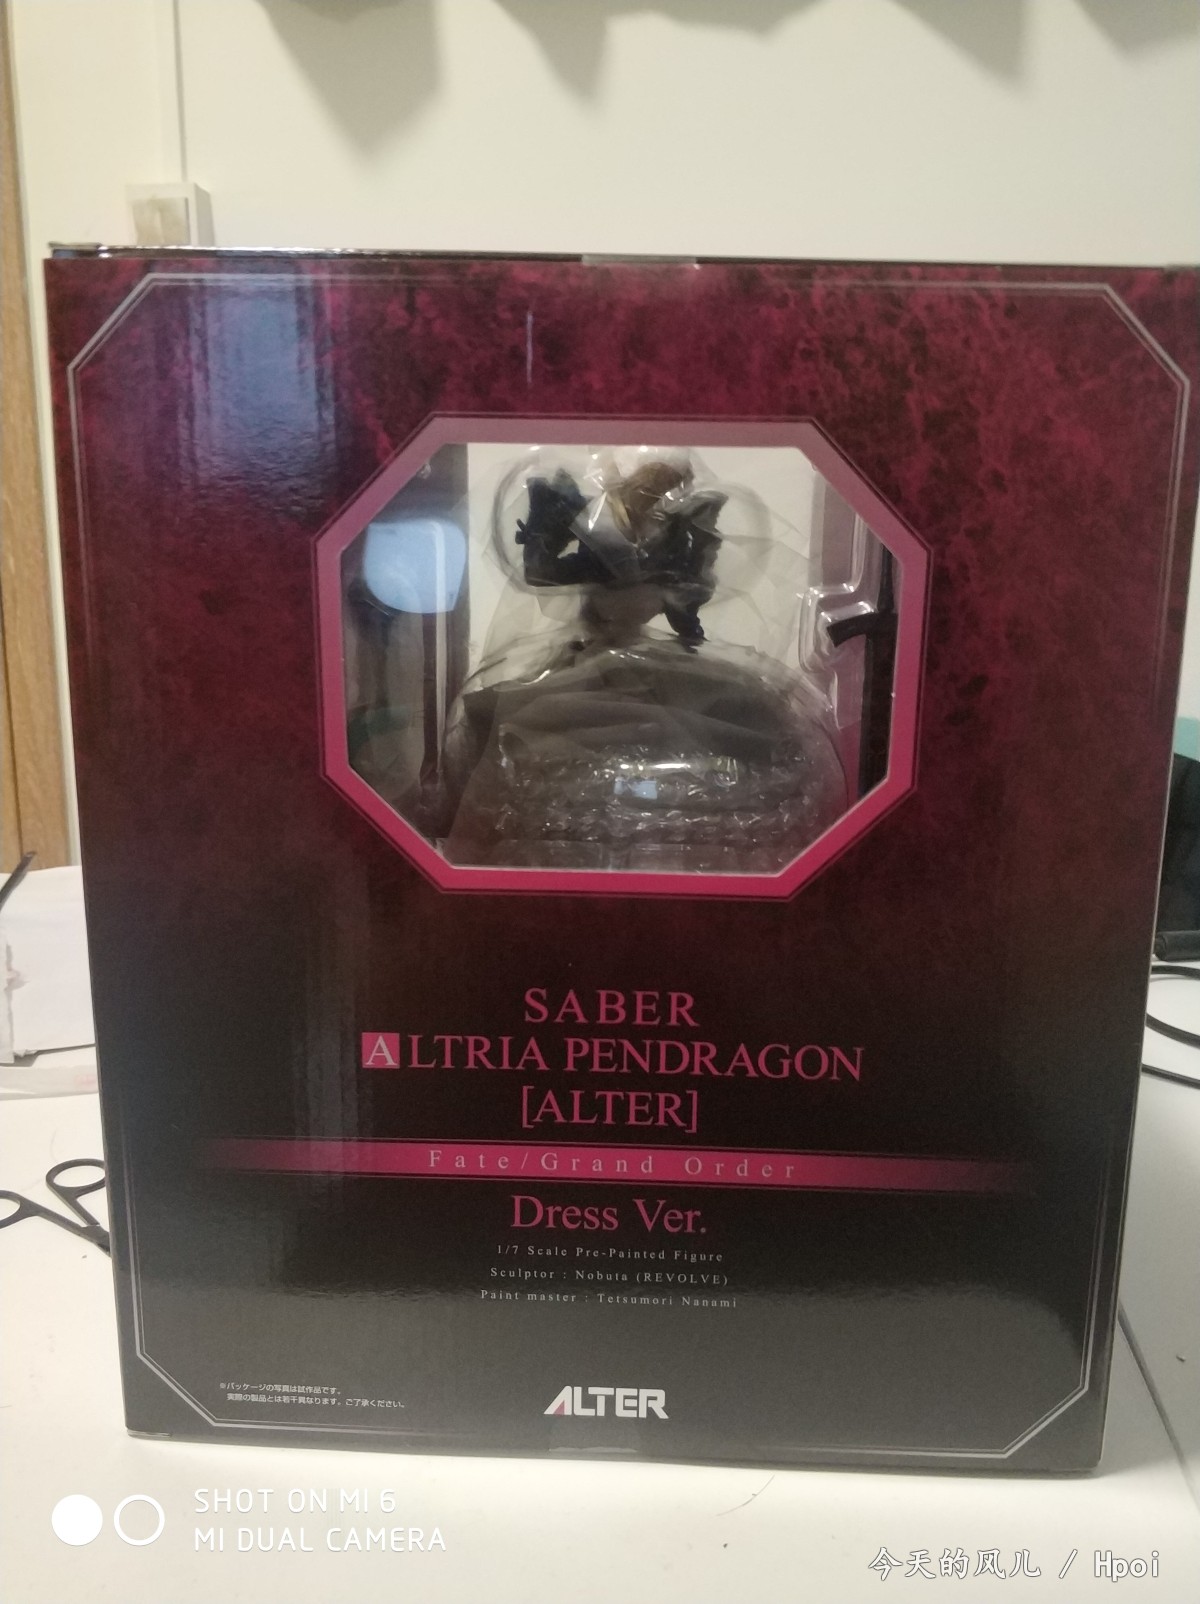 SABER
ALTRIA PENDRAGON
[ALTER]
Fate/Grand Order
Dress Ver.
1/7 Scale Pre-Painted Figure
Sculptor : Nobuta (REVOLVE)
Paint master : Tetsumori Nanami
※パッケージの写真は試作品です。
実際の製品とは若干異なります。ご了承ください。
ALTER
SHOT ON MI 6
MI DUAL CAMERA
今天的风儿 / Hpoi